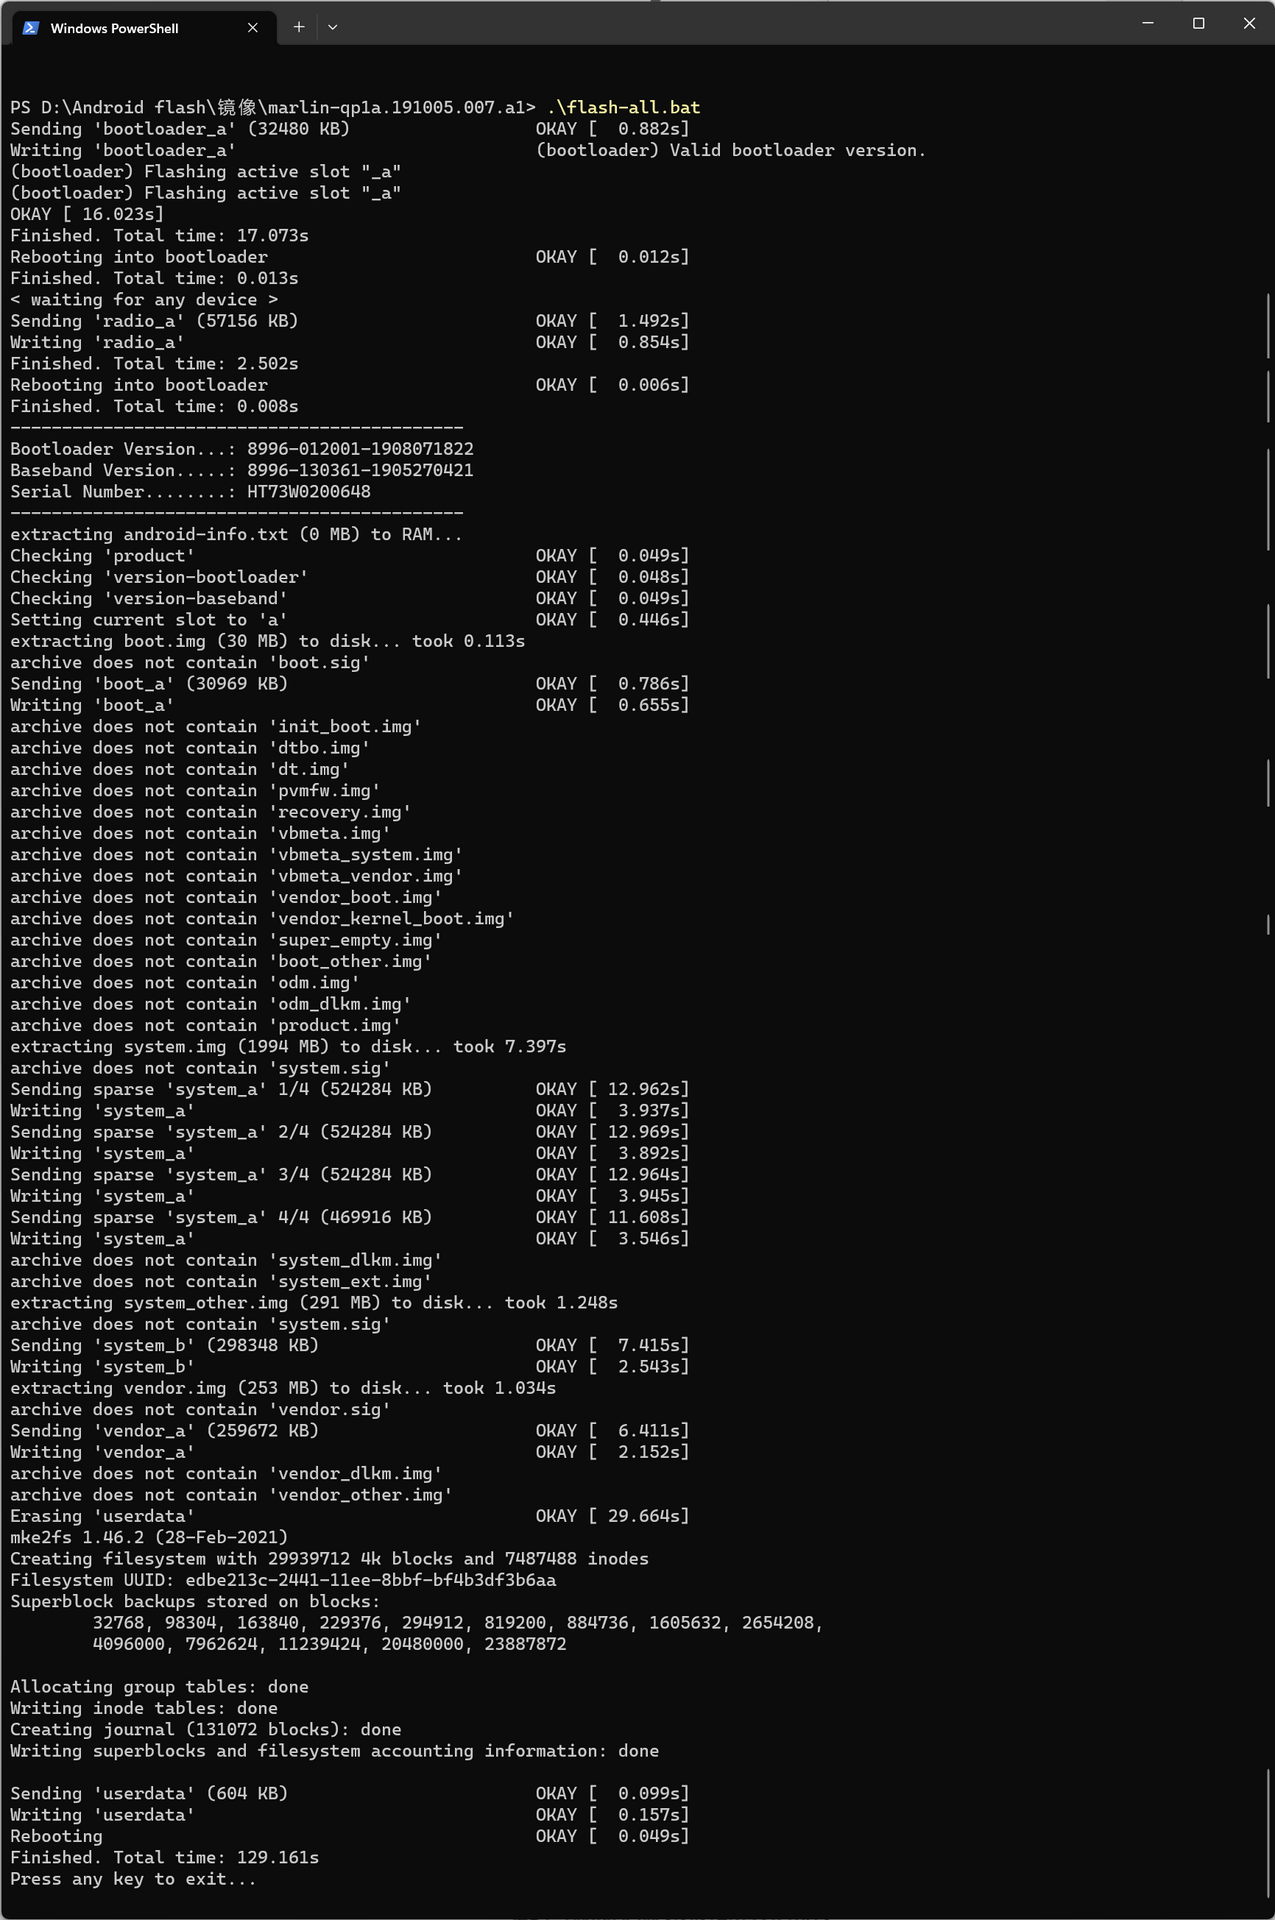 Windows PowerShell
PS D:\Android flash\镜像\marlin-qp1a.191005.007.a1> .\flash-all.bat
Sending 'bootloader_a' (32480 KB)                  OKAY [  0.882s]
Writing 'bootloader_a'                             (bootloader) Valid bootloader version.
(bootloader) Flashing active slot "_a"
(bootloader) Flashing active slot "_a"
OKAY [ 16.023s]
Finished. Total time: 17.073s
Rebooting into bootloader                          OKAY [  0.012s]
Finished. Total time: 0.013s
< waiting for any device >
Sending 'radio_a' (57156 KB)                       OKAY [  1.492s]
Writing 'radio_a'                                  OKAY [  0.854s]
Finished. Total time: 2.502s
Rebooting into bootloader                          OKAY [  0.006s]
Finished. Total time: 0.008s
--------------------------------------------
Bootloader Version...: 8996-012001-1908071822
Baseband Version.....: 8996-130361-1905270421
Serial Number........: HT73W0200648
--------------------------------------------
extracting android-info.txt (0 MB) to RAM...
Checking 'product'                                 OKAY [  0.049s]
Checking 'version-bootloader'                      OKAY [  0.048s]
Checking 'version-baseband'                        OKAY [  0.049s]
Setting current slot to 'a'                        OKAY [  0.446s]
extracting boot.img (30 MB) to disk... took 0.113s
archive does not contain 'boot.sig'
Sending 'boot_a' (30969 KB)                        OKAY [  0.786s]
Writing 'boot_a'                                   OKAY [  0.655s]
archive does not contain 'init_boot.img'
archive does not contain 'dtbo.img'
archive does not contain 'dt.img'
archive does not contain 'pvmfw.img'
archive does not contain 'recovery.img'
archive does not contain 'vbmeta.img'
archive does not contain 'vbmeta_system.img'
archive does not contain 'vbmeta_vendor.img'
archive does not contain 'vendor_boot.img'
archive does not contain 'vendor_kernel_boot.img'
archive does not contain 'super_empty.img'
archive does not contain 'boot_other.img'
archive does not contain 'odm.img'
archive does not contain 'odm_dlkm.img'
archive does not contain 'product.img'
extracting system.img (1994 MB) to disk... took 7.397s
archive does not contain 'system.sig'
Sending sparse 'system_a' 1/4 (524284 KB)          OKAY [ 12.962s]
Writing 'system_a'                                 OKAY [  3.937s]
Sending sparse 'system_a' 2/4 (524284 KB)          OKAY [ 12.969s]
Writing 'system_a'                                 OKAY [  3.892s]
Sending sparse 'system_a' 3/4 (524284 KB)          OKAY [ 12.964s]
Writing 'system_a'                                 OKAY [  3.945s]
Sending sparse 'system_a' 4/4 (469916 KB)          OKAY [ 11.608s]
Writing 'system_a'                                 OKAY [  3.546s]
archive does not contain 'system_dlkm.img'
archive does not contain 'system_ext.img'
extracting system_other.img (291 MB) to disk... took 1.248s
archive does not contain 'system.sig'
Sending 'system_b' (298348 KB)                     OKAY [  7.415s]
Writing 'system_b'                                 OKAY [  2.543s]
extracting vendor.img (253 MB) to disk... took 1.034s
archive does not contain 'vendor.sig'
Sending 'vendor_a' (259672 KB)                     OKAY [  6.411s]
Writing 'vendor_a'                                 OKAY [  2.152s]
archive does not contain 'vendor_dlkm.img'
archive does not contain 'vendor_other.img'
Erasing 'userdata'                                 OKAY [ 29.664s]
mke2fs 1.46.2 (28-Feb-2021)
Creating filesystem with 29939712 4k blocks and 7487488 inodes
Filesystem UUID: edbe213c-2441-11ee-8bbf-bf4b3df3b6aa
Superblock backups stored on blocks:
        32768, 98304, 163840, 229376, 294912, 819200, 884736, 1605632, 2654208,
        4096000, 7962624, 11239424, 20480000, 23887872
Allocating group tables: done
Writing inode tables: done
Creating journal (131072 blocks): done
Writing superblocks and filesystem accounting information: done
Sending 'userdata' (604 KB)                        OKAY [  0.099s]
Writing 'userdata'                                 OKAY [  0.157s]
Rebooting                                          OKAY [  0.049s]
Finished. Total time: 129.161s
Press any key to exit...